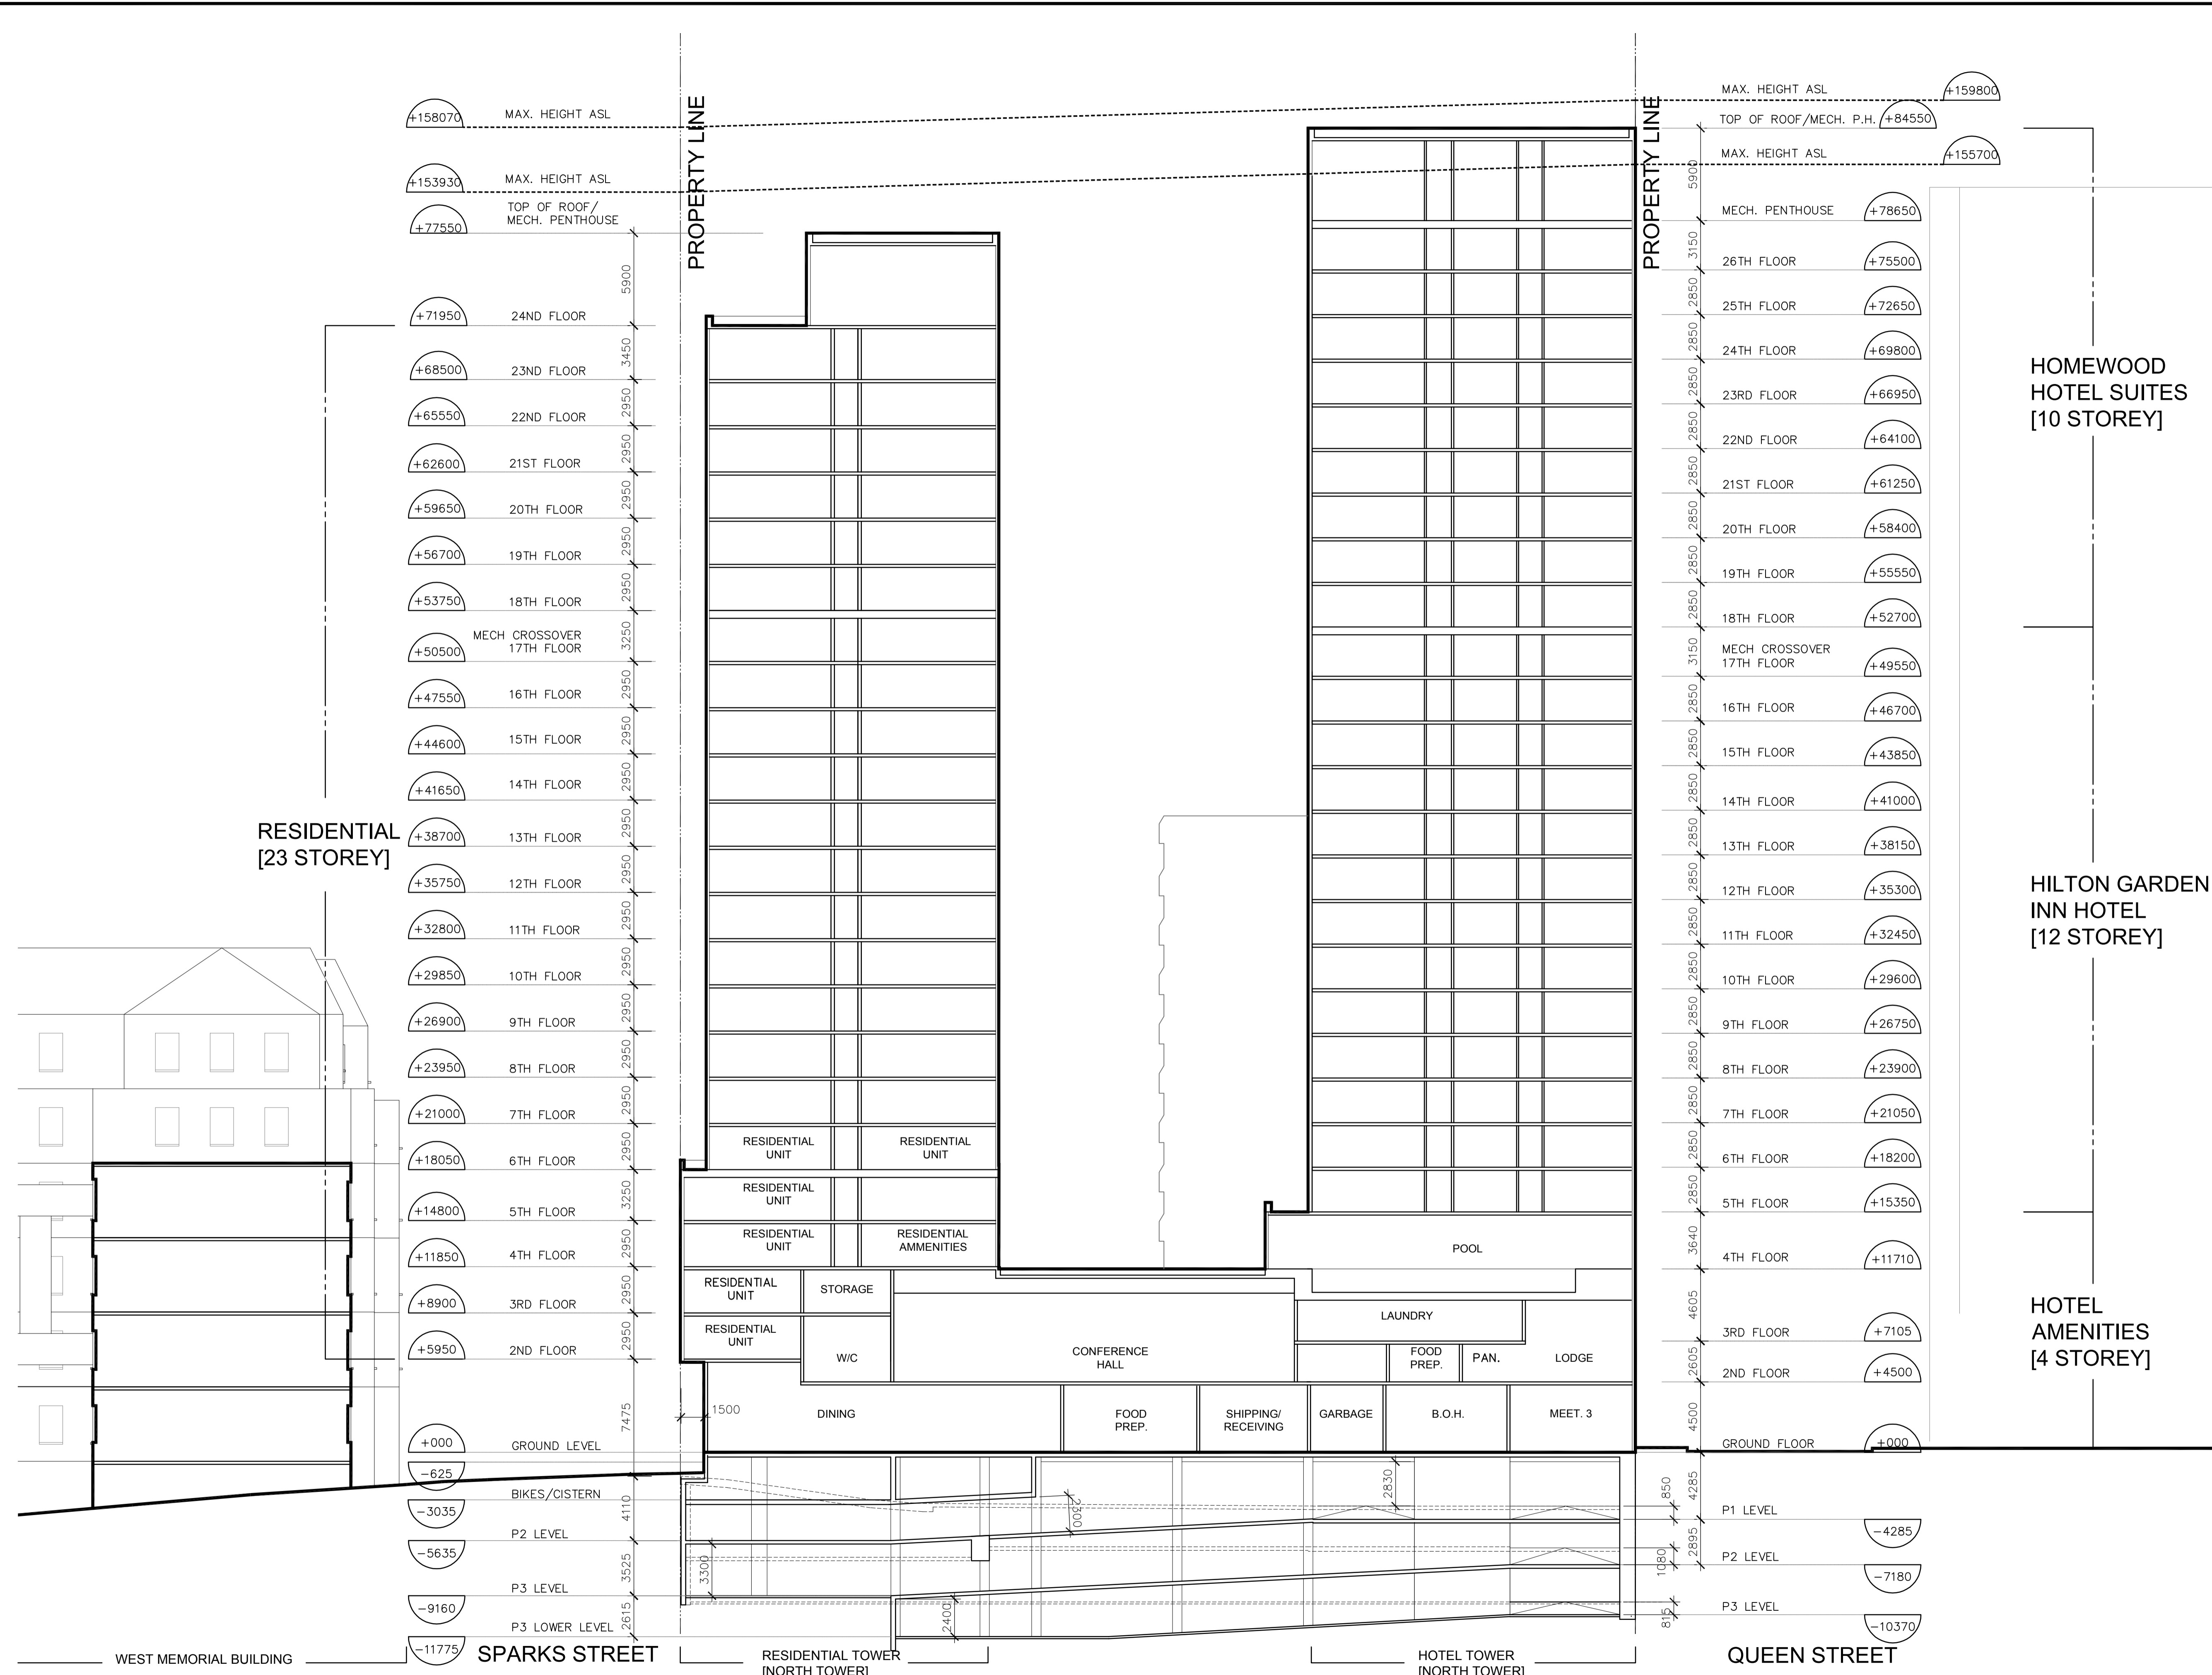 +158070 MAX. HEIGHT ASL
+153930 MAX. HEIGHT ASL
TOP OF ROOF/
MECH. PENTHOUSE
+77550
5900
+71950 24ND FLOOR
3450
+68500 23ND FLOOR
2950
+65550 22ND FLOOR
2950
+62600 21ST FLOOR
2950
+59650 20TH FLOOR
2950
+56700 19TH FLOOR
2950
+53750 18TH FLOOR
3250
MECH CROSSOVER
17TH FLOOR
+50500
2950
+47550 16TH FLOOR
2950
+44600 15TH FLOOR
2950
+41650 14TH FLOOR
2950
+38700 13TH FLOOR
2950
+35750 12TH FLOOR
2950
+32800 11TH FLOOR
2950
+29850 10TH FLOOR
2950
+26900 9TH FLOOR
2950
+23950 8TH FLOOR
2950
+21000 7TH FLOOR
2950
+18050 6TH FLOOR
3250
+14800 5TH FLOOR
2950
+11850 4TH FLOOR
2950
+8900 3RD FLOOR
2950
+5950 2ND FLOOR
7475
+000 GROUND LEVEL
-625
BIKES/CISTERN
-3035
4110
P2 LEVEL
-5635
3525
P3 LEVEL
-9160
2615
P3 LOWER LEVEL
-11775
RESIDENTIAL
[23 STOREY]
WEST MEMORIAL BUILDING
SPARKS STREET
PROPERTY LINE
RESIDENTIAL
UNIT
RESIDENTIAL
UNIT
RESIDENTIAL
UNIT
RESIDENTIAL
UNIT
RESIDENTIAL
AMMENITIES
RESIDENTIAL
UNIT
STORAGE
RESIDENTIAL
UNIT
W/C
CONFERENCE
HALL
POOL
LAUNDRY
FOOD
PREP.
PAN.
LODGE
1500
DINING
FOOD
PREP.
SHIPPING/
RECEIVING
GARBAGE
B.O.H.
MEET. 3
2830
2300
3300
2400
850
1080
815
RESIDENTIAL TOWER
[NORTH TOWER]
HOTEL TOWER
[NORTH TOWER]
PROPERTY LINE
MAX. HEIGHT ASL +159800
TOP OF ROOF/MECH. P.H. +84550
MAX. HEIGHT ASL +155700
5900
MECH. PENTHOUSE +78650
3150
26TH FLOOR +75500
2850
25TH FLOOR +72650
2850
24TH FLOOR +69800
2850
23RD FLOOR +66950
2850
22ND FLOOR +64100
2850
21ST FLOOR +61250
2850
20TH FLOOR +58400
2850
19TH FLOOR +55550
2850
18TH FLOOR +52700
3150
MECH CROSSOVER
17TH FLOOR +49550
2850
16TH FLOOR +46700
2850
15TH FLOOR +43850
2850
14TH FLOOR +41000
2850
13TH FLOOR +38150
2850
12TH FLOOR +35300
2850
11TH FLOOR +32450
2850
10TH FLOOR +29600
2850
9TH FLOOR +26750
2850
8TH FLOOR +23900
2850
7TH FLOOR +21050
2850
6TH FLOOR +18200
2850
5TH FLOOR +15350
3640
4TH FLOOR +11710
4605
3RD FLOOR +7105
2605
2ND FLOOR +4500
4500
GROUND FLOOR +000
4285
P1 LEVEL
-4285
2895
P2 LEVEL
-7180
P3 LEVEL
-10370
QUEEN STREET
HOMEWOOD
HOTEL SUITES
[10 STOREY]
HILTON GARDEN
INN HOTEL
[12 STOREY]
HOTEL
AMENITIES
[4 STOREY]